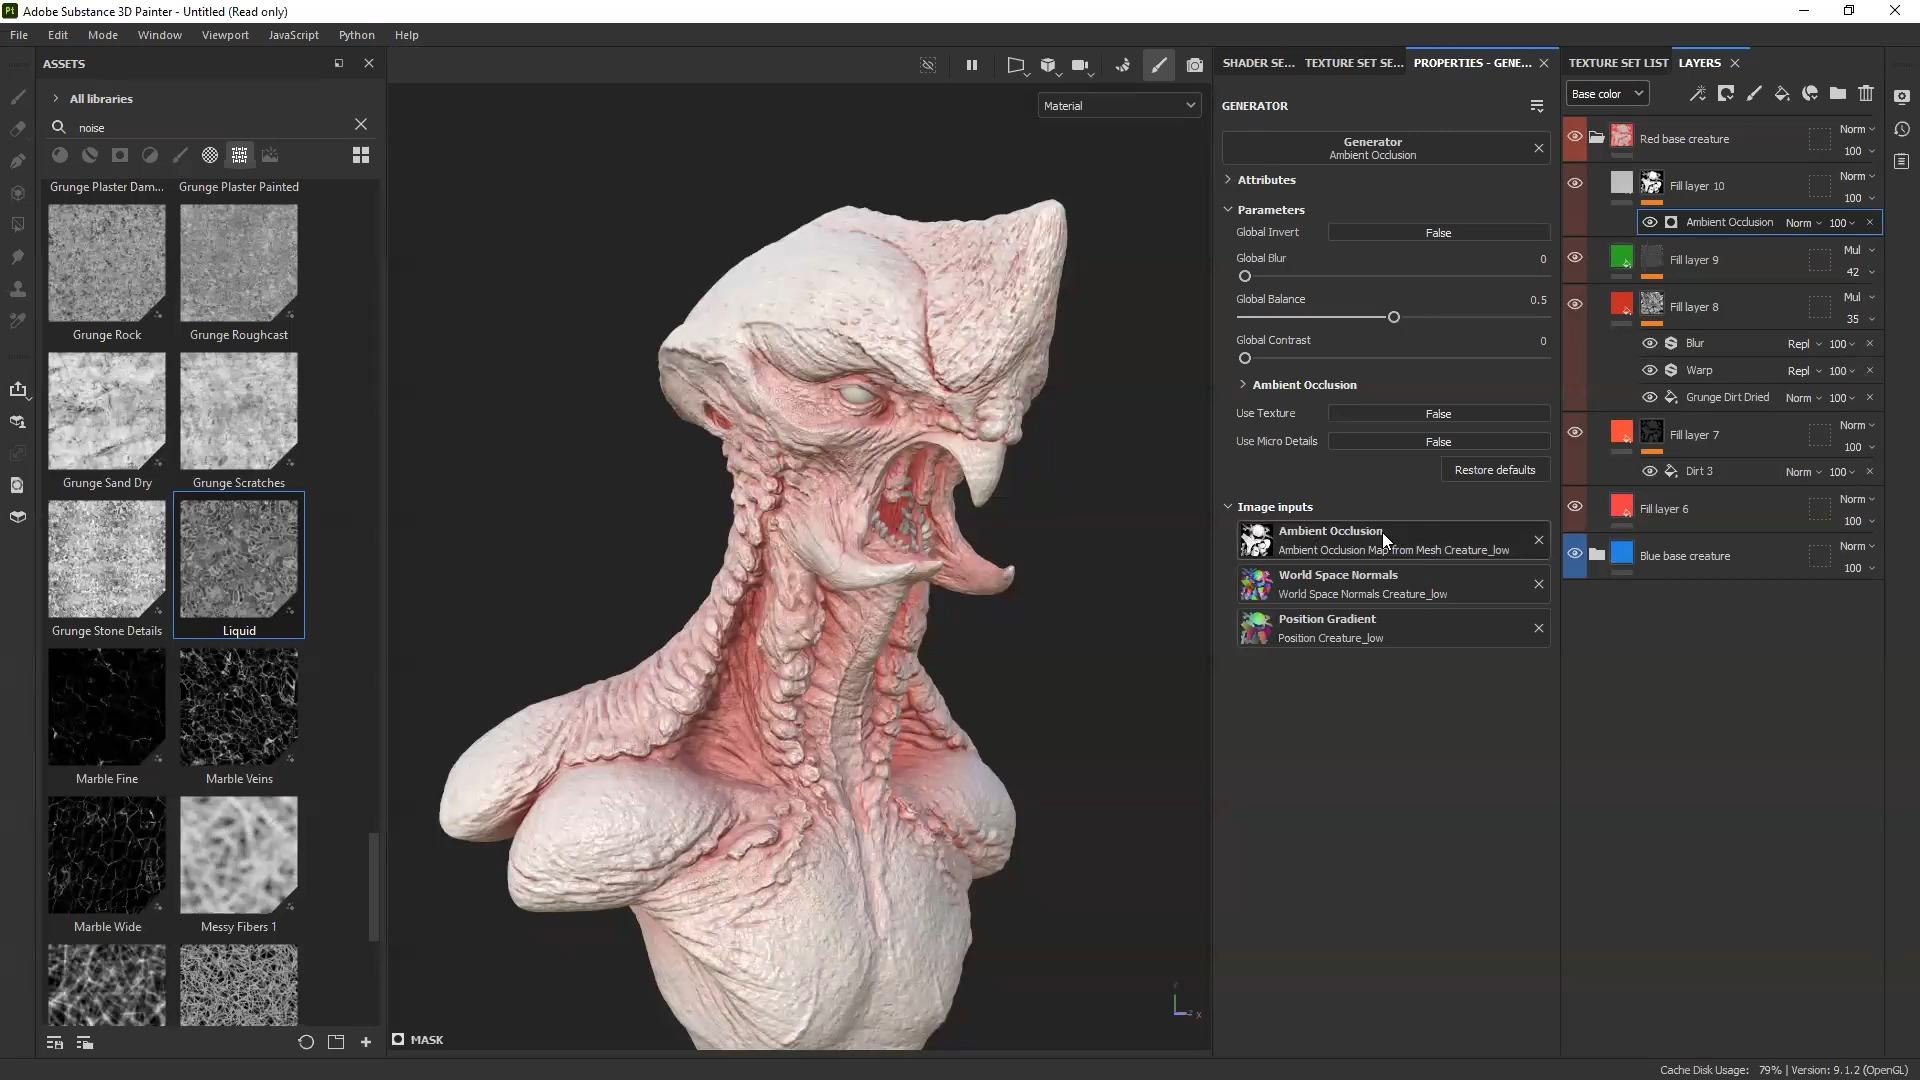 Pt Adobe Substance 3D Painter - Untitled (Read only)
File Edit Mode Window Viewport JavaScript Python Help
ASSETS
All libraries
noise
Grunge Plaster Dam... Grunge Plaster Painted
Grunge Rock Grunge Roughcast
Grunge Sand Dry Grunge Scratches
Grunge Stone Details Liquid
Marble Fine Marble Veins
Marble Wide Messy Fibers 1
Material
MASK
Y
X
SHADER SE... TEXTURE SET SE... PROPERTIES - GENE...
GENERATOR
Generator
Ambient Occlusion
Attributes
Parameters
Global Invert False
Global Blur 0
Global Balance 0.5
Global Contrast 0
Ambient Occlusion
Use Texture False
Use Micro Details False
Restore defaults
Image inputs
Ambient Occlusion
Ambient Occlusion Map from Mesh Creature_low
World Space Normals
World Space Normals Creature_low
Position Gradient
Position Creature_low
TEXTURE SET LIST LAYERS
Base color
Red base creature Norm 100
Fill layer 10 Norm 100
Ambient Occlusion Norm 100
Fill layer 9 Mul 42
Fill layer 8 Mul 35
Blur Repl 100
Warp Repl 100
Grunge Dirt Dried Norm 100
Fill layer 7 Norm 100
Dirt 3 Norm 100
Fill layer 6 Norm 100
Blue base creature Norm 100
Cache Disk Usage: 79% | Version: 9.1.2 (OpenGL)